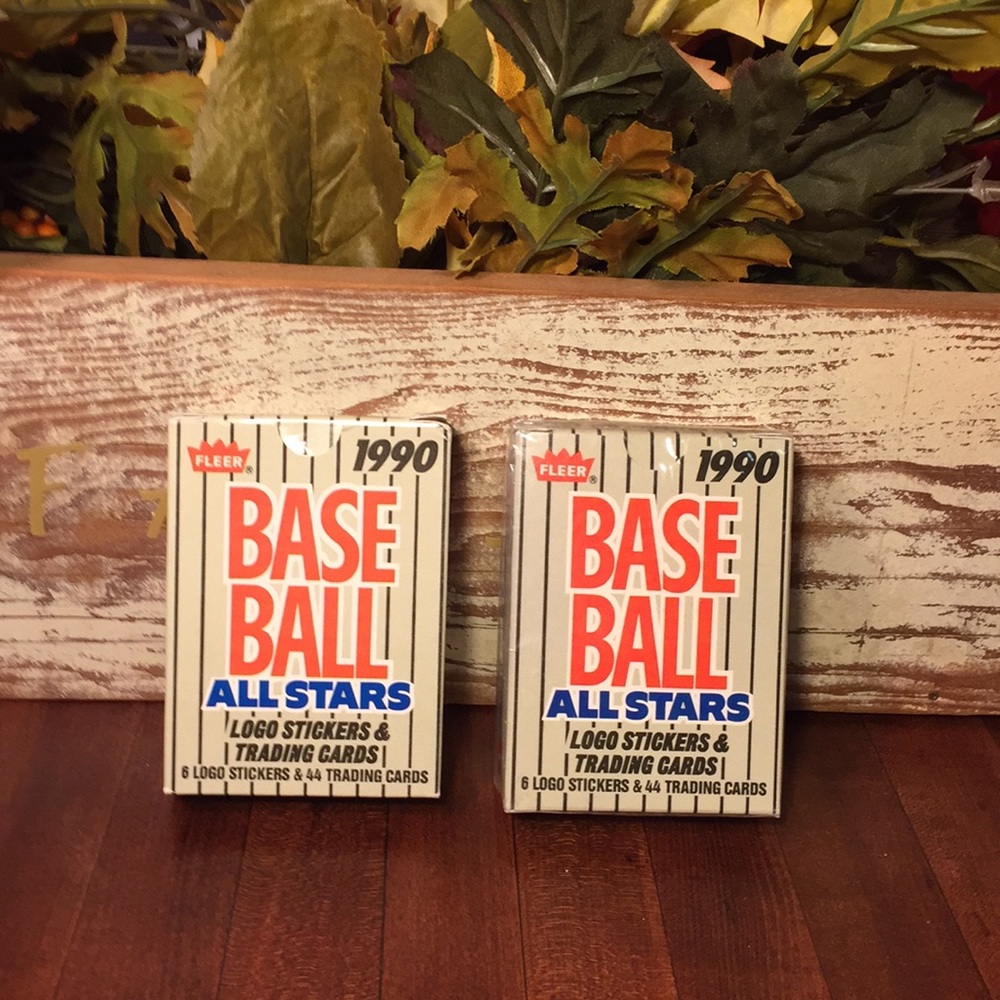 FLEER®
1990
BASE
BALL
ALL STARS
LOGO STICKERS &
TRADING CARDS
6 LOGO STICKERS & 44 TRADING CARDS
FLEER®
1990
BASE
BALL
ALL STARS
LOGO STICKERS &
TRADING CARDS
6 LOGO STICKERS & 44 TRADING CARDS